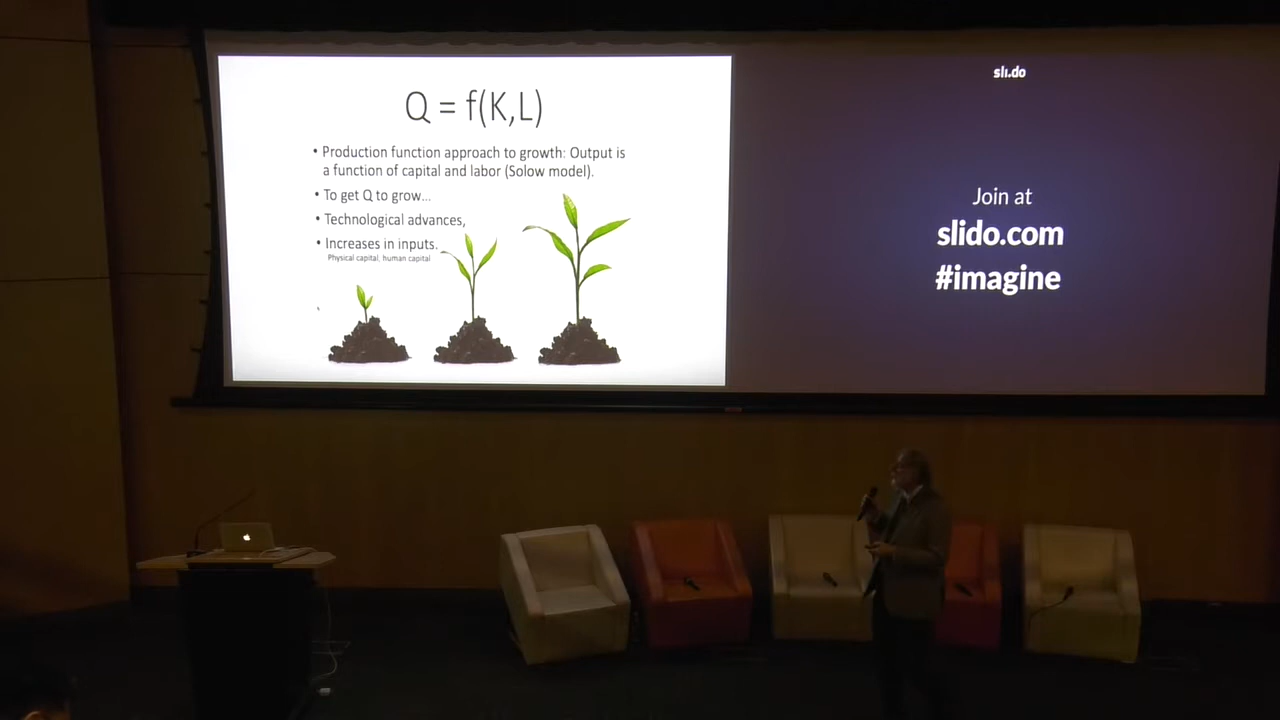 Q = f(K,L)
• Production function approach to growth: Output is
a function of capital and labor (Solow model).
• To get Q to grow...
• Technological advances,
• Increases in inputs.
Physical capital, human capital
sli.do
Join at
slido.com
#imagine